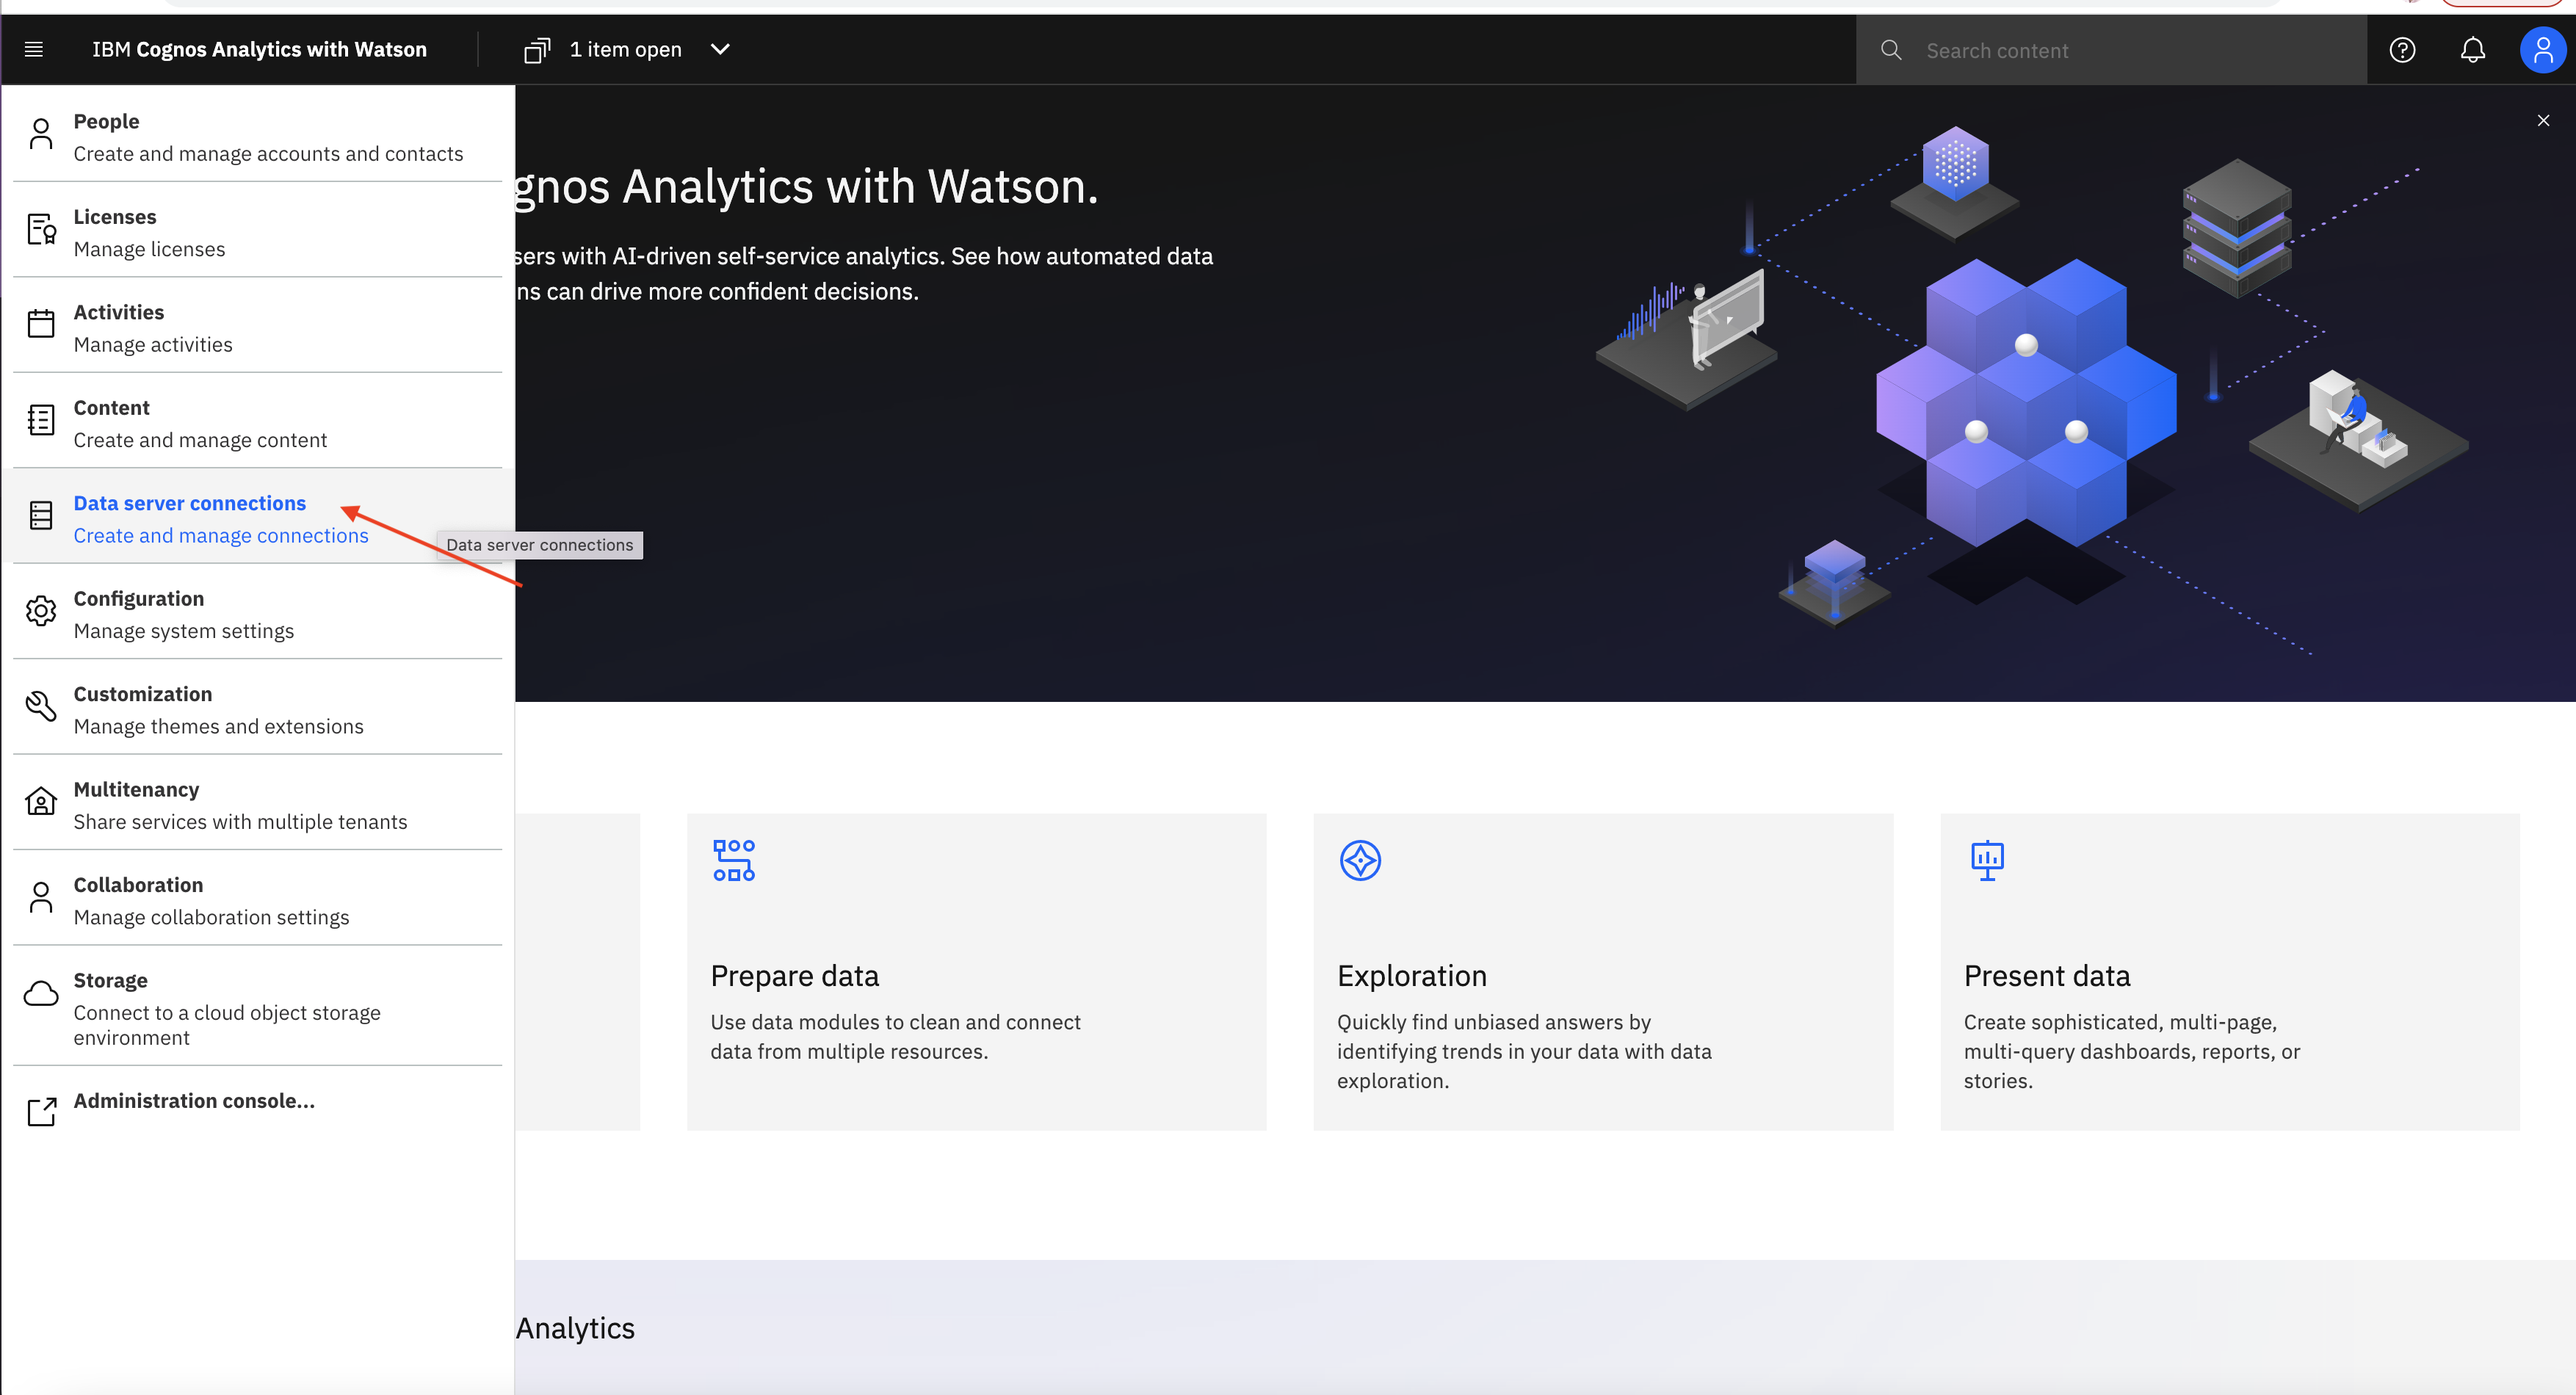 IBM Cognos Analytics with Watson
1 item open
Search content
People
Create and manage accounts and contacts
Licenses
Manage licenses
Activities
Manage activities
Content
Create and manage content
Data server connections
Create and manage connections
Data server connections
Configuration
Manage system settings
Customization
Manage themes and extensions
Multitenancy
Share services with multiple tenants
Collaboration
Manage collaboration settings
Storage
Connect to a cloud object storage
environment
Administration console...
gnos Analytics with Watson.
sers with AI-driven self-service analytics. See how automated data
ns can drive more confident decisions.
Prepare data
Use data modules to clean and connect
data from multiple resources.
Exploration
Quickly find unbiased answers by
identifying trends in your data with data
exploration.
Present data
Create sophisticated, multi-page,
multi-query dashboards, reports, or
stories.
Analytics